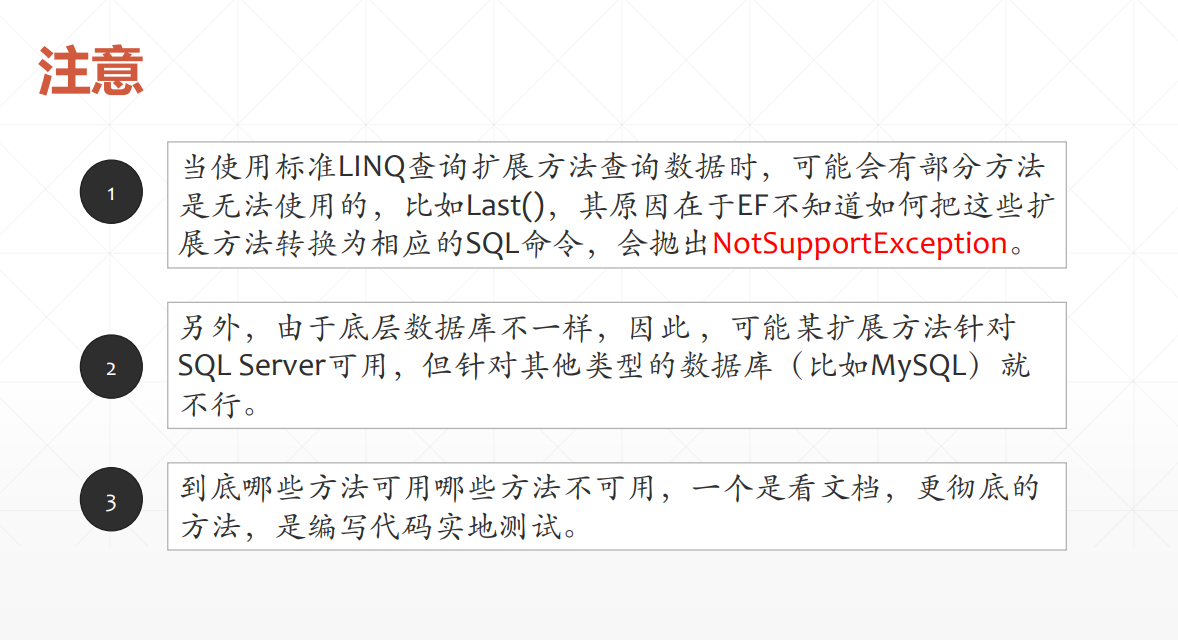 注意
1
当使用标准LINQ查询扩展方法查询数据时，可能会有部分方法
是无法使用的，比如Last()，其原因在于EF不知道如何把这些扩
展方法转换为相应的SQL命令，会抛出NotSupportException。
2
另外，由于底层数据库不一样，因此，可能某扩展方法针对
SQL Server可用，但针对其他类型的数据库（比如MySQL）就
不行。
3
到底哪些方法可用哪些方法不可用，一个是看文档，更彻底的
方法，是编写代码实地测试。